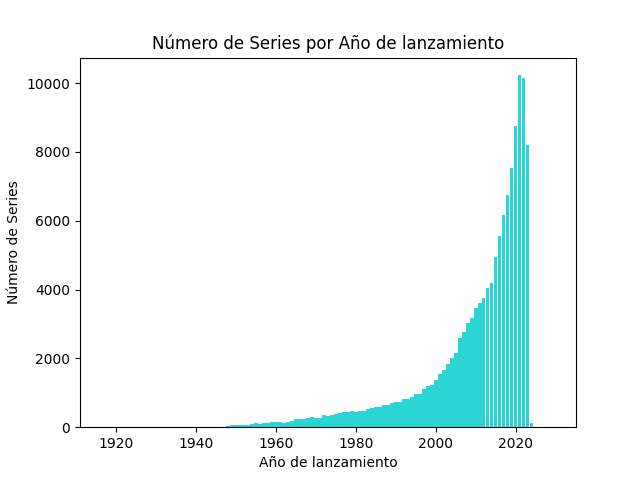 Número de Series por Año de lanzamiento
10000
8000
6000
4000
2000
0
Número de Series
1920 1940 1960 1980 2000 2020
Año de lanzamiento